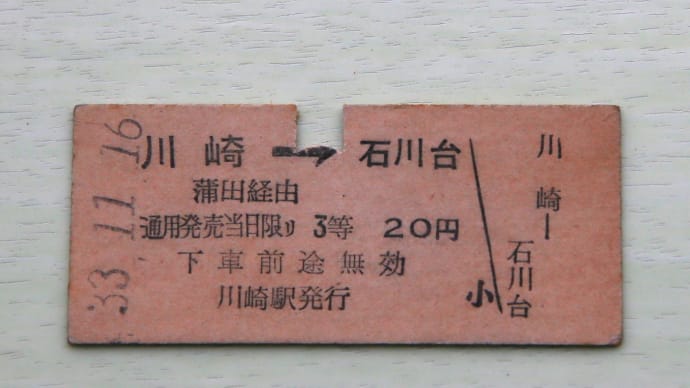 33.11.16
川崎→石川台
蒲田経由
通用発売当日限リ 3等 20円
下車前途無効
川崎駅発行
小
川崎ー石川台